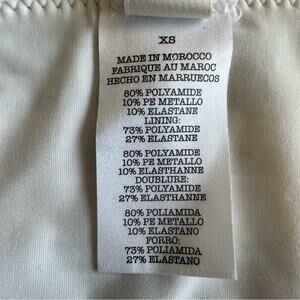 XS
MADE IN MOROCCO
FABRIQUE AU MAROC
HECHO EN MARRUECOS
80% POLYAMIDE
10% PE METALLO
10% ELASTANE
LINING:
73% POLYAMIDE
27% ELASTANE
80% POLYAMIDE
10% PE METALLO
10% ELASTHANNE
DOUBLURE:
73% POLYAMIDE
27% ELASTHANNE
80% POLIAMIDA
10% PE METALLO
10% ELASTANO
FORRO:
73% POLIAMIDA
27% ELASTANO